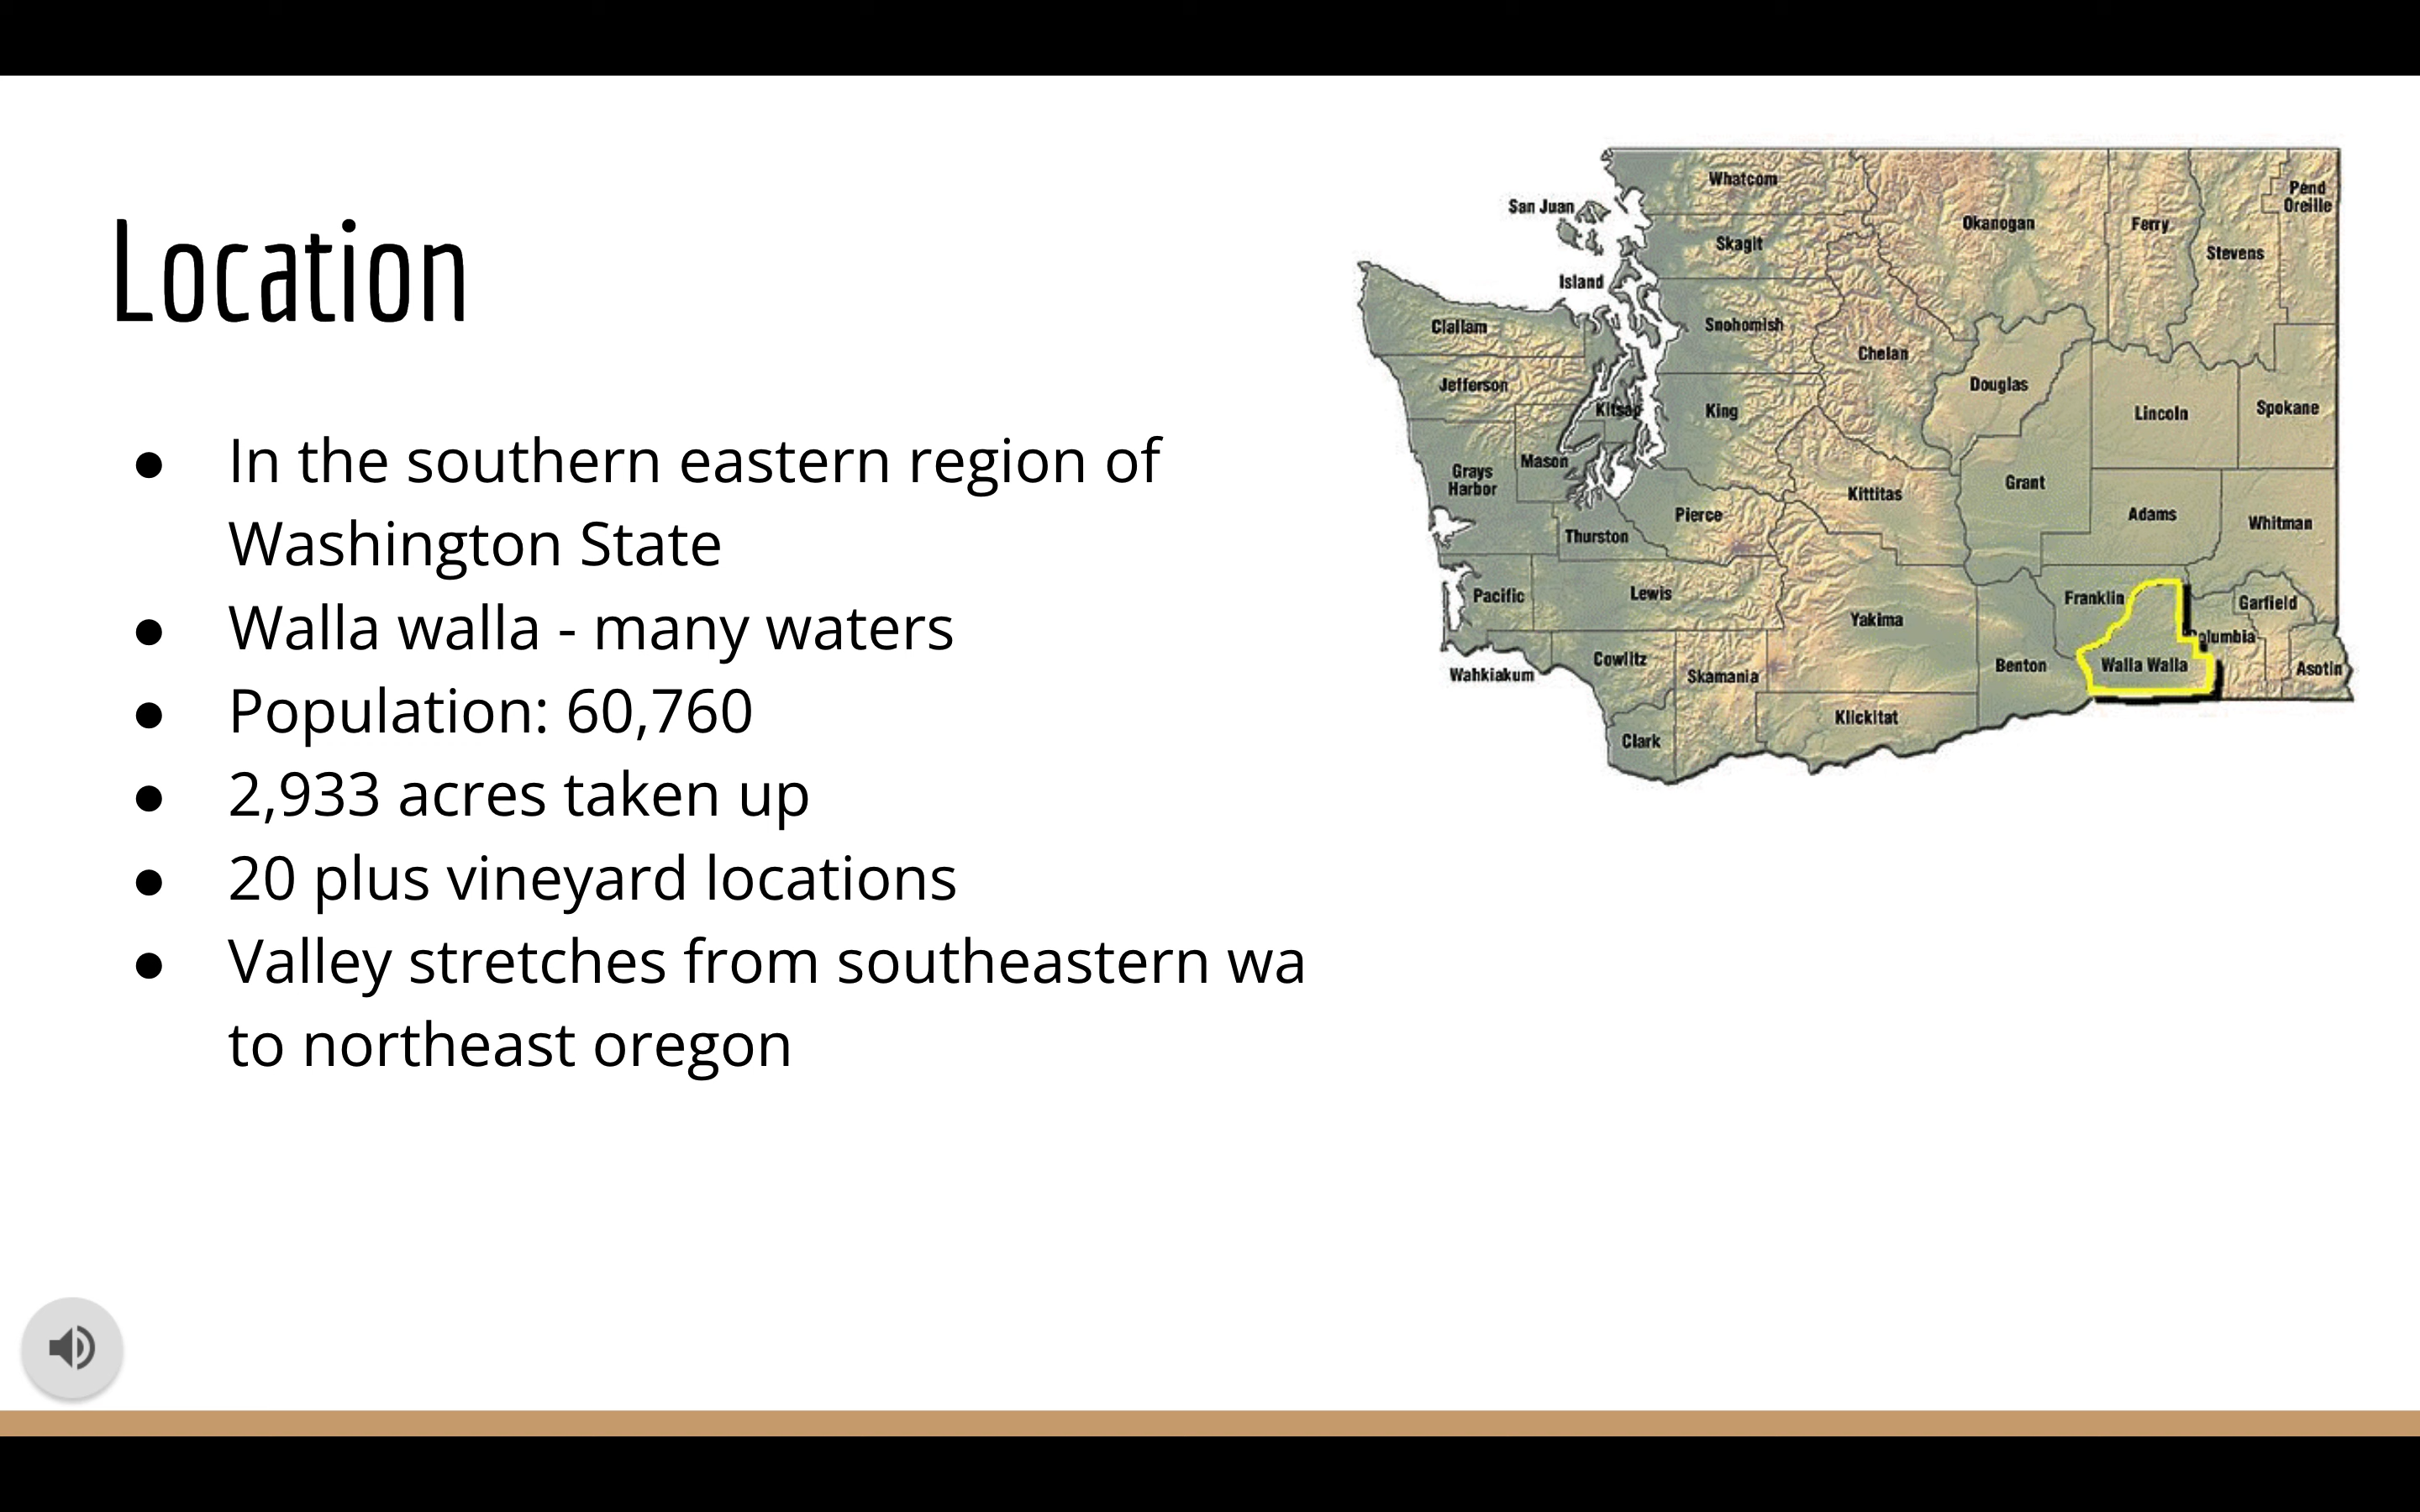 Location
● In the southern eastern region of
Washington State
● Walla walla - many waters
● Population: 60,760
● 2,933 acres taken up
● 20 plus vineyard locations
● Valley stretches from southeastern wa
to northeast oregon
Whatcom
San Juan
Skagit
Island
Okanogan
Ferry
Stevens
Pend
Oreille
Clallam
Snohomish
Chelan
Jefferson
Kitsap
King
Douglas
Lincoln
Spokane
Grays
Harbor
Mason
Kittitas
Grant
Thurston
Pierce
Adams
Whitman
Pacific
Lewis
Yakima
Franklin
Garfield
olumbia
Wahkiakum
Cowlitz
Skamania
Benton
Walla Walla
Asotin
Klickitat
Clark